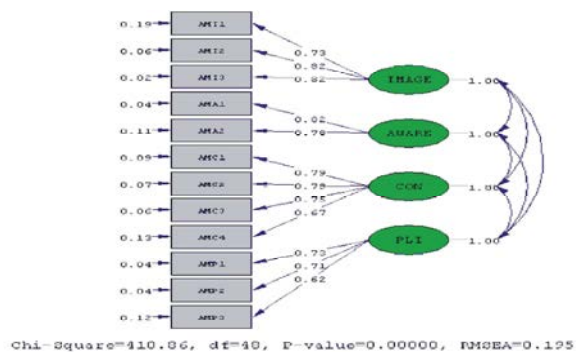 0.19 AMI1
0.73
0.06 AMI2
0.82
0.02 AMI3
0.82
IMAGE 1.00
0.04 AMA1
0.82
0.11 AMA2
0.78
AUARE 1.00
0.09 AMC1
0.79
0.07 AMC2
0.78
CON 1.00
0.06 AMC3
0.75
0.13 AMC4
0.67
0.04 AMP1
0.73
PLI 1.00
0.04 AMP2
0.71
0.12 AMP3
0.62
Chi-Square=410.86, df=48, P-value=0.00000, RMSEA=0.195